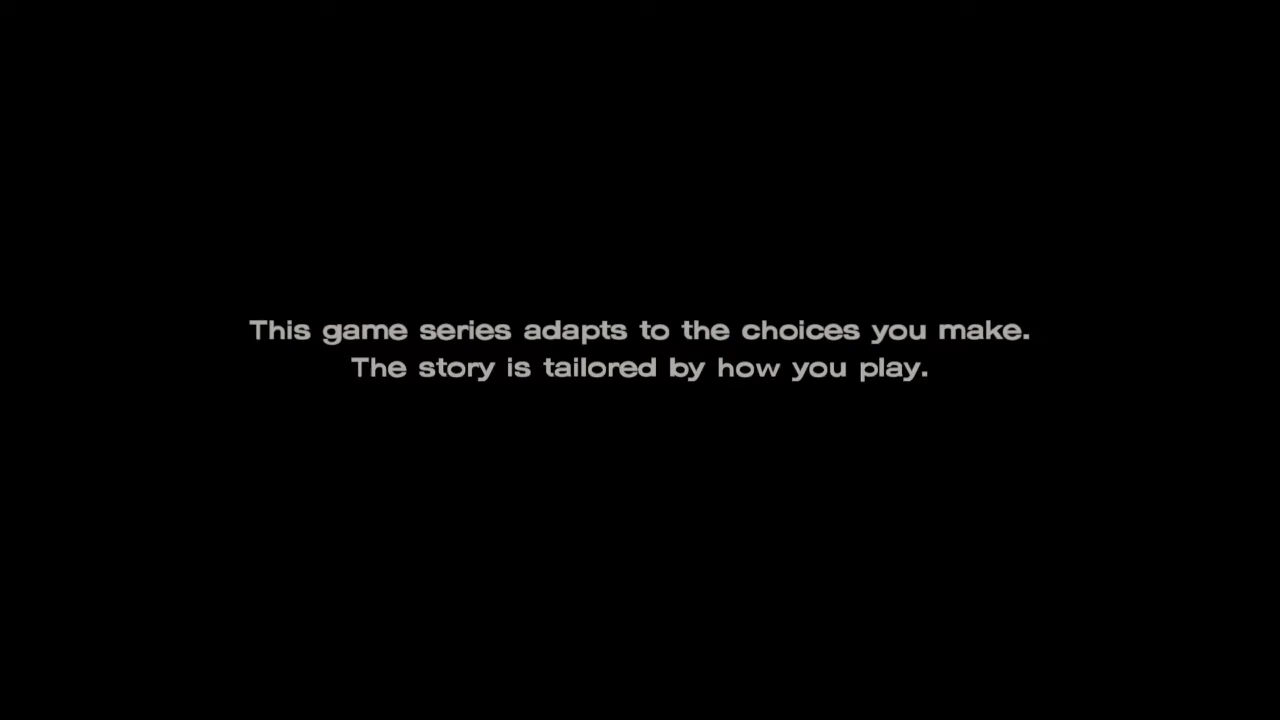 This game series adapts to the choices you make.
The story is tailored by how you play.